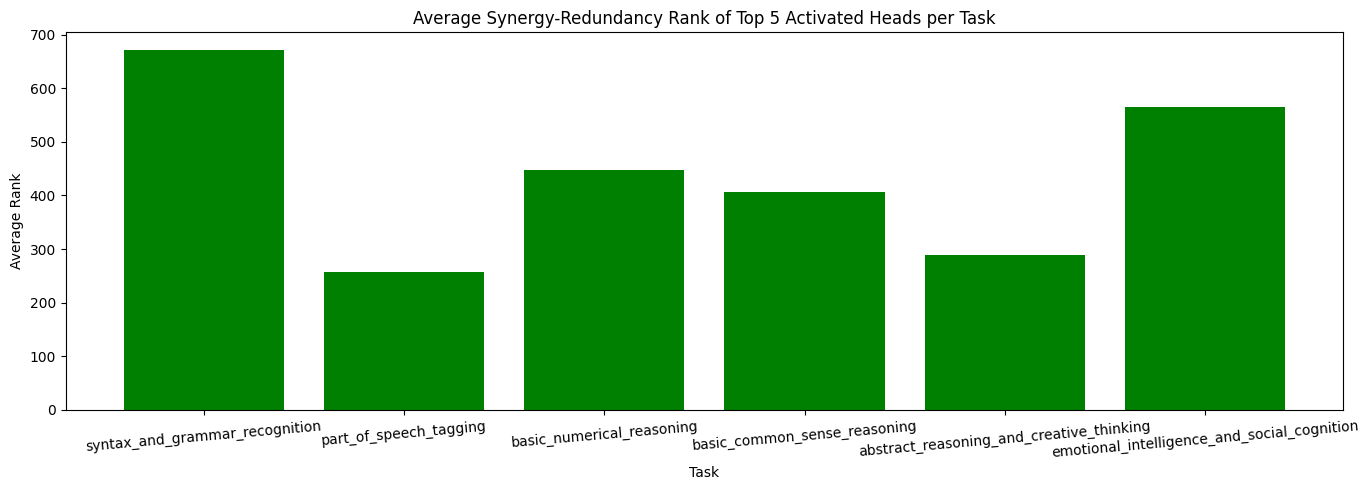 Average Synergy-Redundancy Rank of Top 5 Activated Heads per Task
Average Rank
700
600
500
400
300
200
100
0
syntax_and_grammar_recognition
part_of_speech_tagging
basic_numerical_reasoning
basic_common_sense_reasoning
abstract_reasoning_and_creative_thinking
emotional_intelligence_and_social_cognition
Task